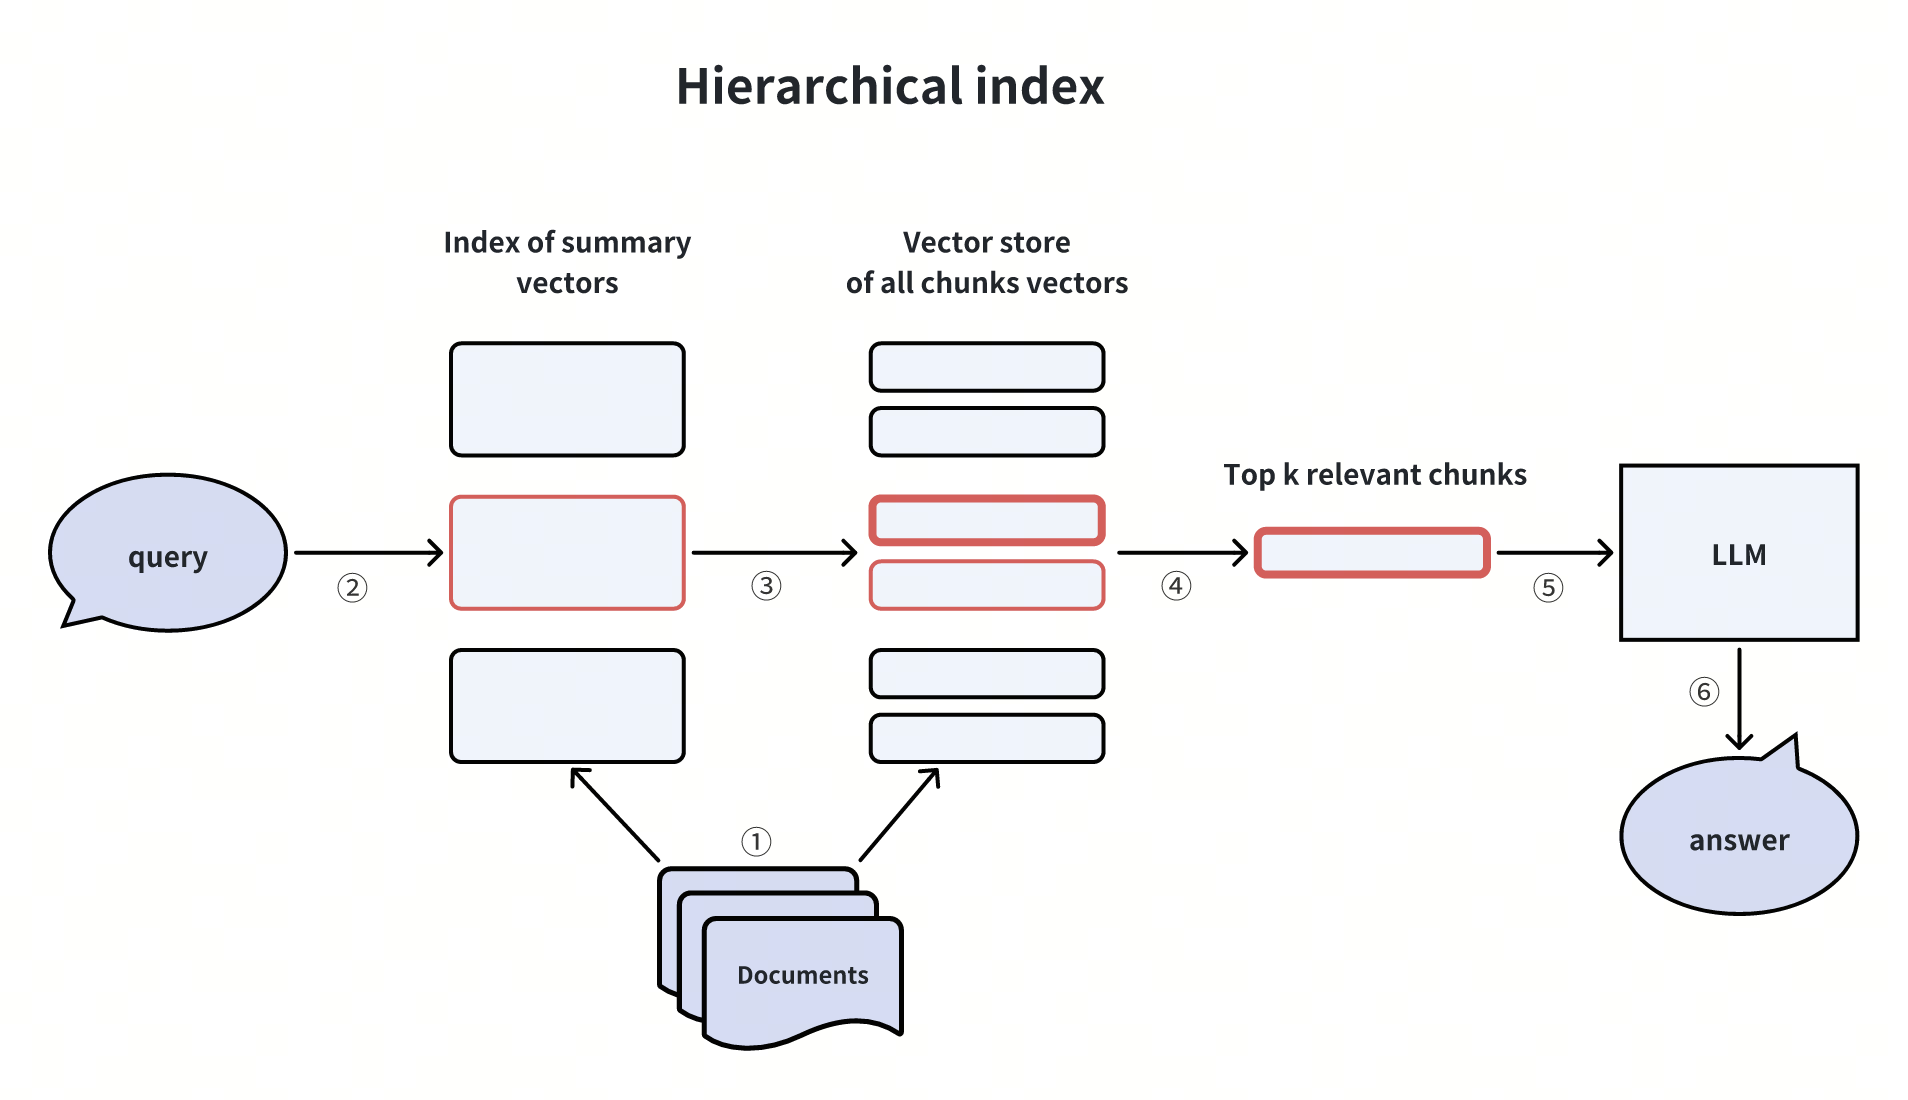 Hierarchical index
Index of summary
vectors
Vector store
of all chunks vectors
Top k relevant chunks
query
②
③
④
⑤
LLM
⑥
answer
①
Documents